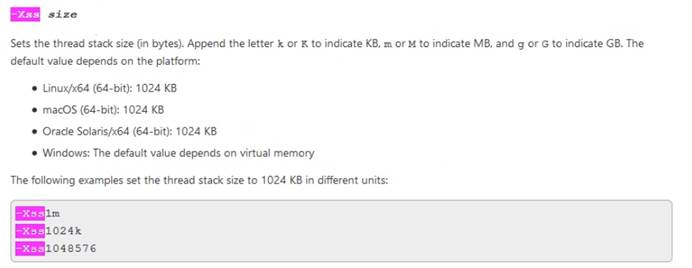 -Xss size
Sets the thread stack size (in bytes). Append the letter k or K to indicate KB, m or M to indicate MB, and g or G to indicate GB. The
default value depends on the platform:
• Linux/x64 (64-bit): 1024 KB
• macOS (64-bit): 1024 KB
• Oracle Solaris/x64 (64-bit): 1024 KB
• Windows: The default value depends on virtual memory
The following examples set the thread stack size to 1024 KB in different units:
-Xss1m
-Xss1024k
-Xss1048576